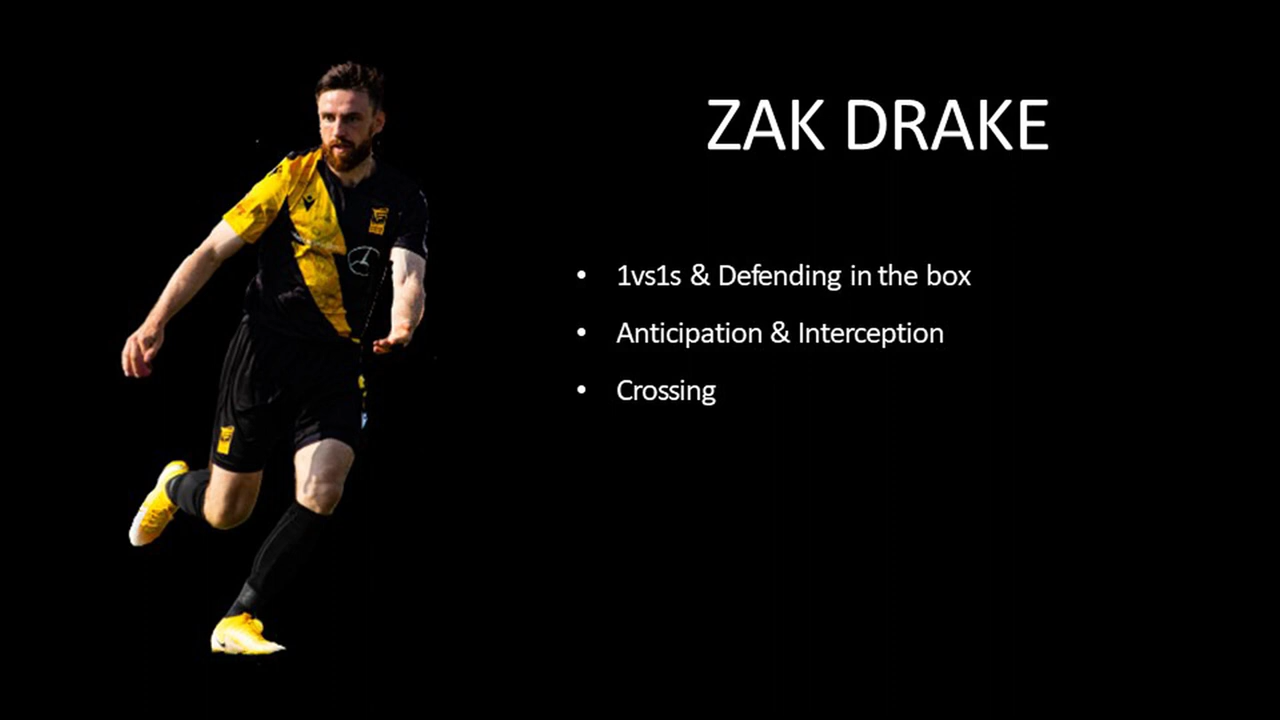 ZAK DRAKE
• 1vs1s & Defending in the box
• Anticipation & Interception
• Crossing